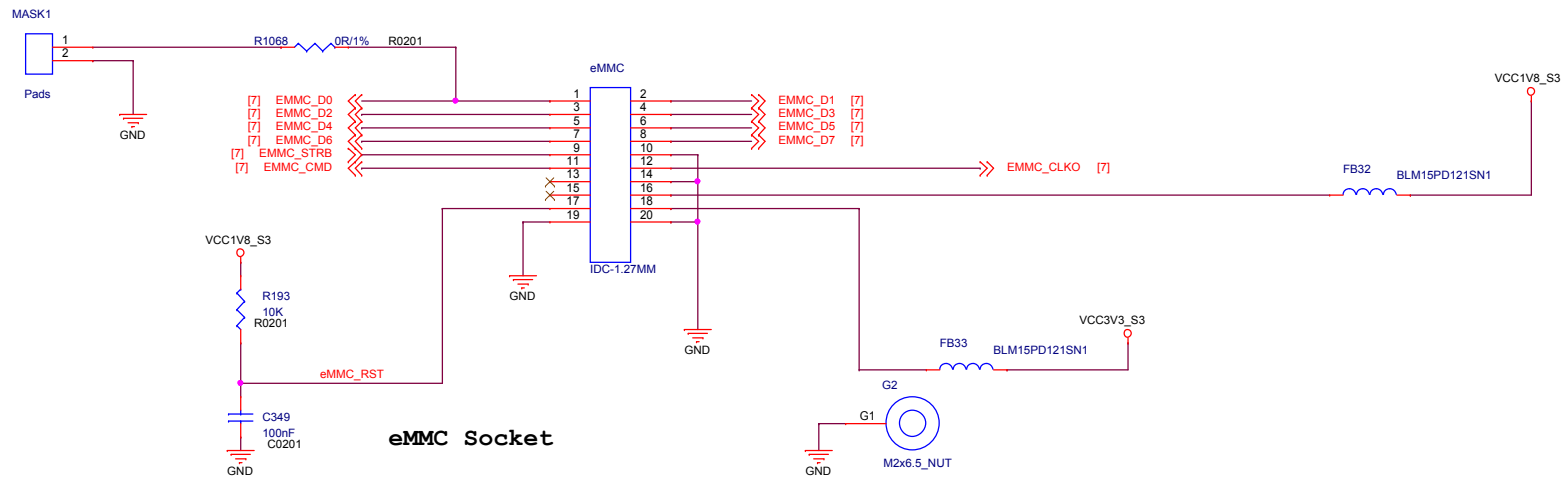 MASK1
1
2
Pads
GND
R1068
0R/1%
R0201
eMMC
[7] EMMC_D0
1
2
EMMC_D1 [7]
[7] EMMC_D2
3
4
EMMC_D3 [7]
[7] EMMC_D4
5
6
EMMC_D5 [7]
[7] EMMC_D6
7
8
EMMC_D7 [7]
[7] EMMC_STRB
9
10
[7] EMMC_CMD
11
12
EMMC_CLKO [7]
13
14
15
16
17
18
19
20
IDC-1.27MM
GND
GND
VCC1V8_S3
FB32
BLM15PD121SN1
VCC1V8_S3
R193
10K
R0201
eMMC_RST
C349
100nF
C0201
GND
eMMC Socket
VCC3V3_S3
FB33
BLM15PD121SN1
G2
G1
GND
M2x6.5_NUT